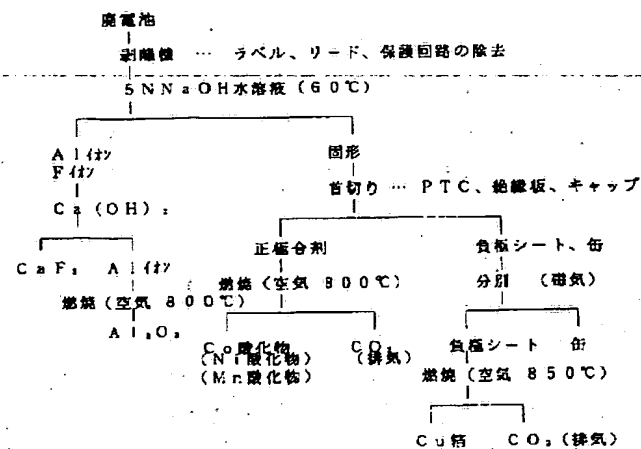 廃電池
剥離機 … ラベル、リード、保護回路の除去
5NNaOH水溶液(60℃)
Alイオン
Fイオン
固形
首切り … PTC、絶縁板、キャップ
Ca(OH)₂
正極合剤
負極シート、缶
CaF₂ Alイオン
燃焼(空気 800℃)
分別 (磁気)
燃焼(空気 800℃)
Al₂O₃
Co酸化物
(Ni酸化物)
(Mn酸化物)
CO₂
(排気)
負極シート 缶
燃焼(空気 850℃)
Cu箔 CO₂(排気)